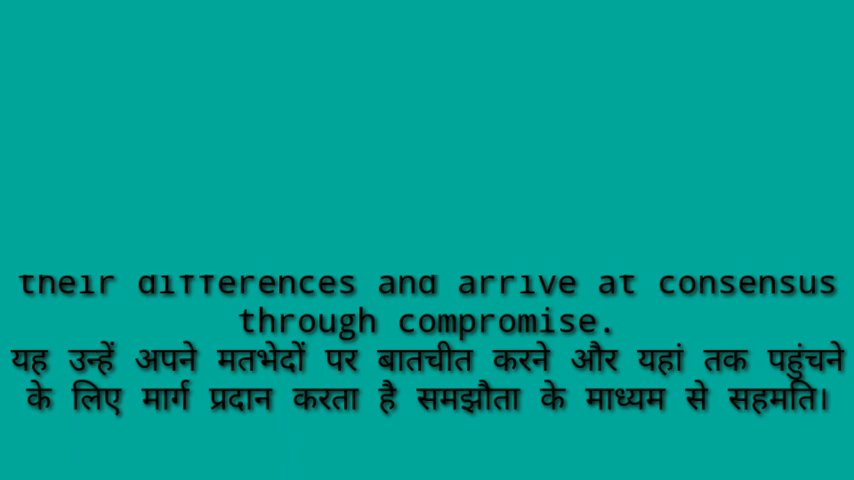 their differences and arrive at consensus
through compromise.
यह उन्हें अपने मतभेदों पर बातचीत करने और यहां तक पहुंचने
के लिए मार्ग प्रदान करता है समझौता के माध्यम से सहमति।